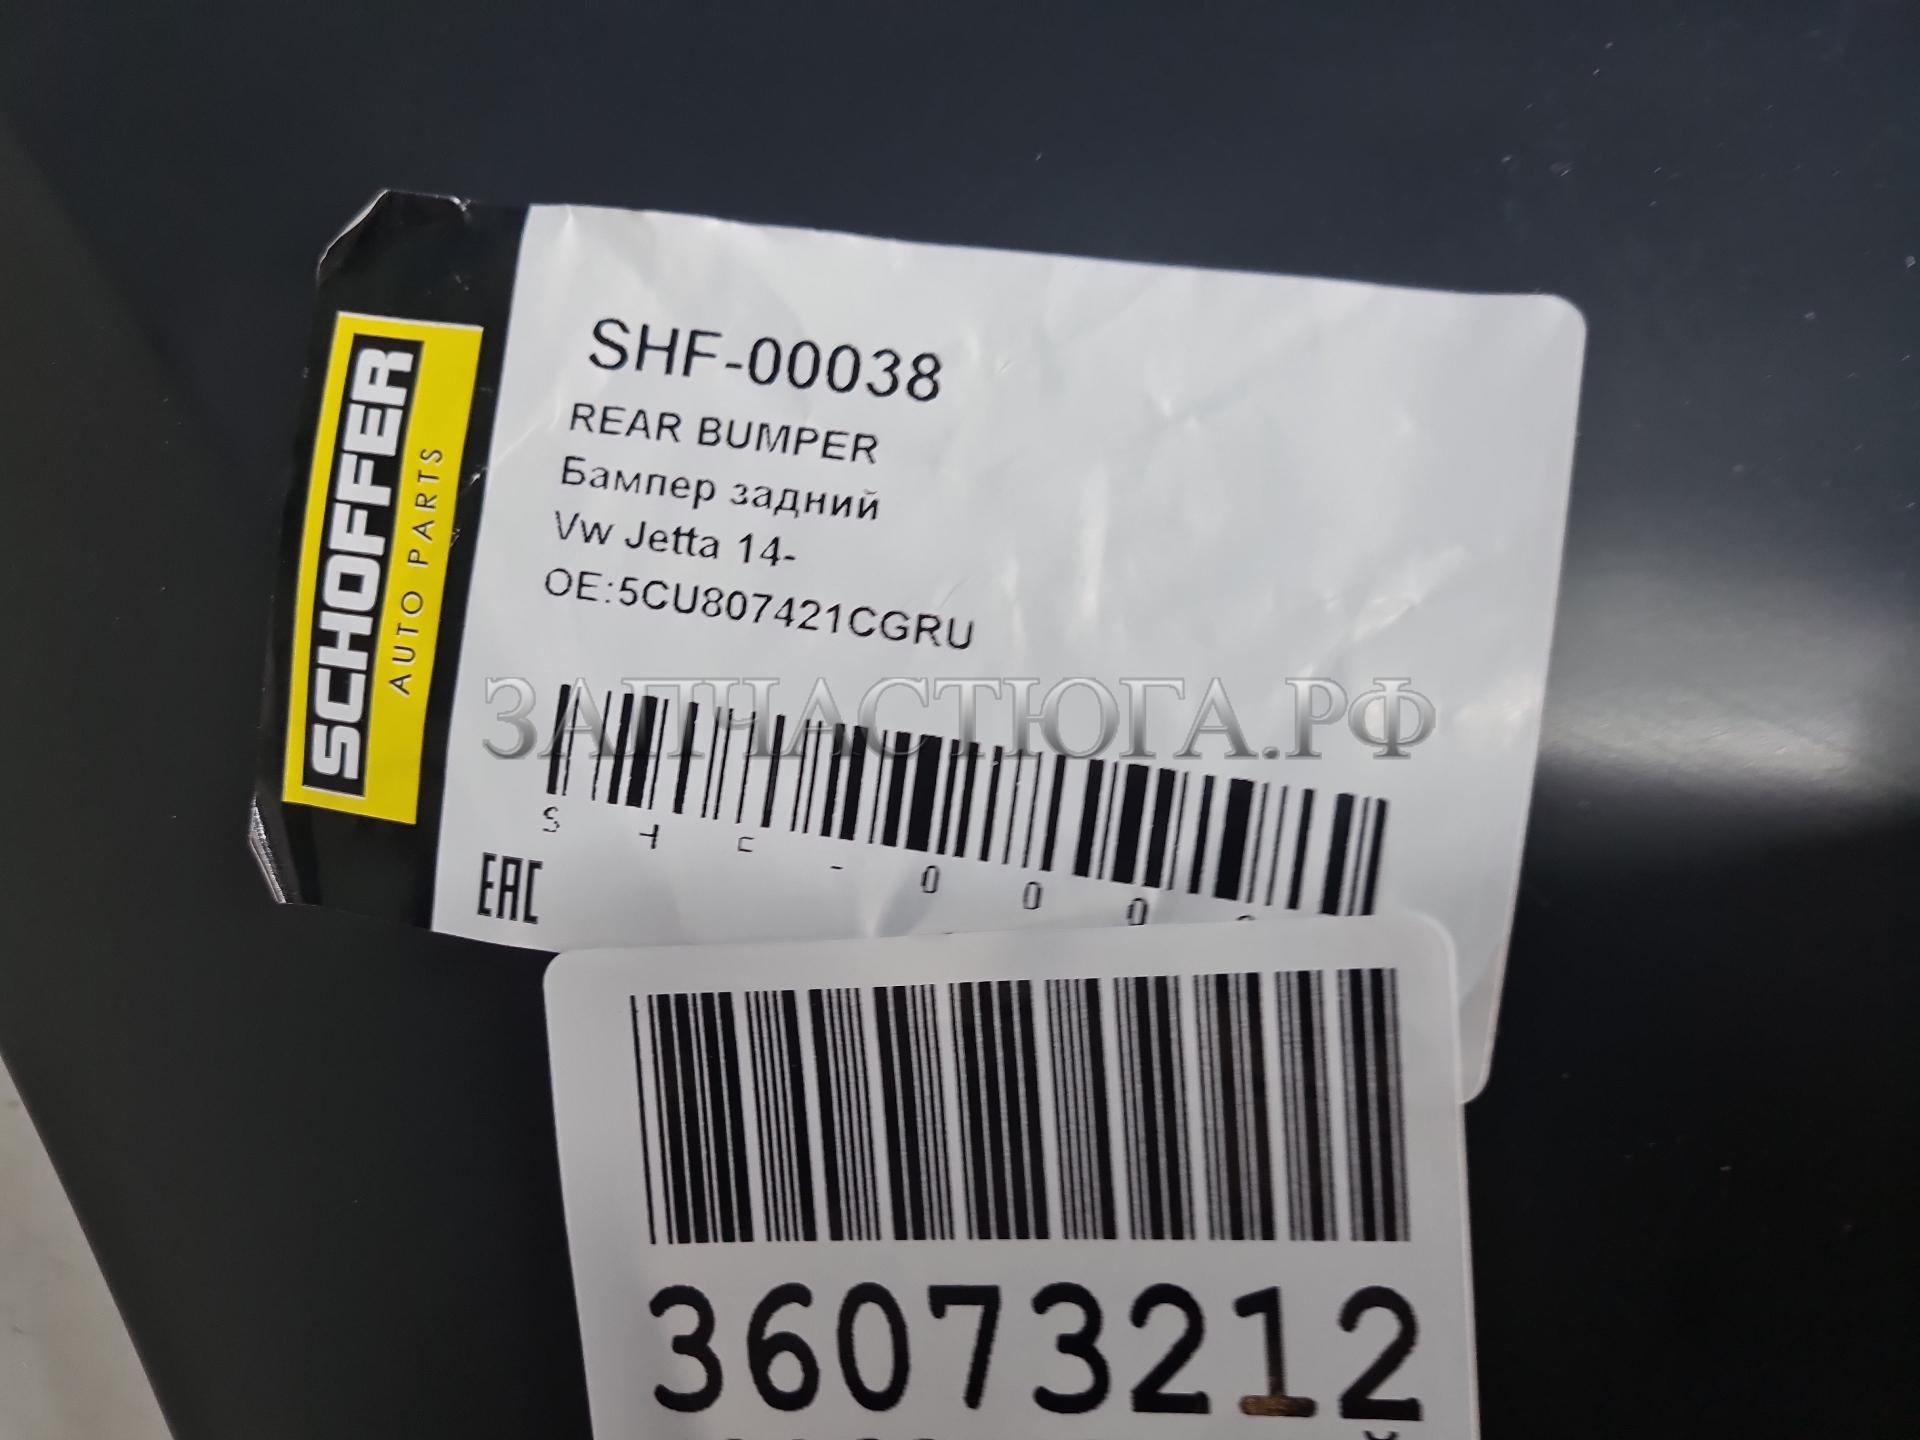 SCHOFFER
AUTO PARTS
SHF-00038
REAR BUMPER
Бампер задний
Vw Jetta 14-
OE:5CU807421CGRU
ЗАПЧАСТЮГА.РФ
EAC
36073212